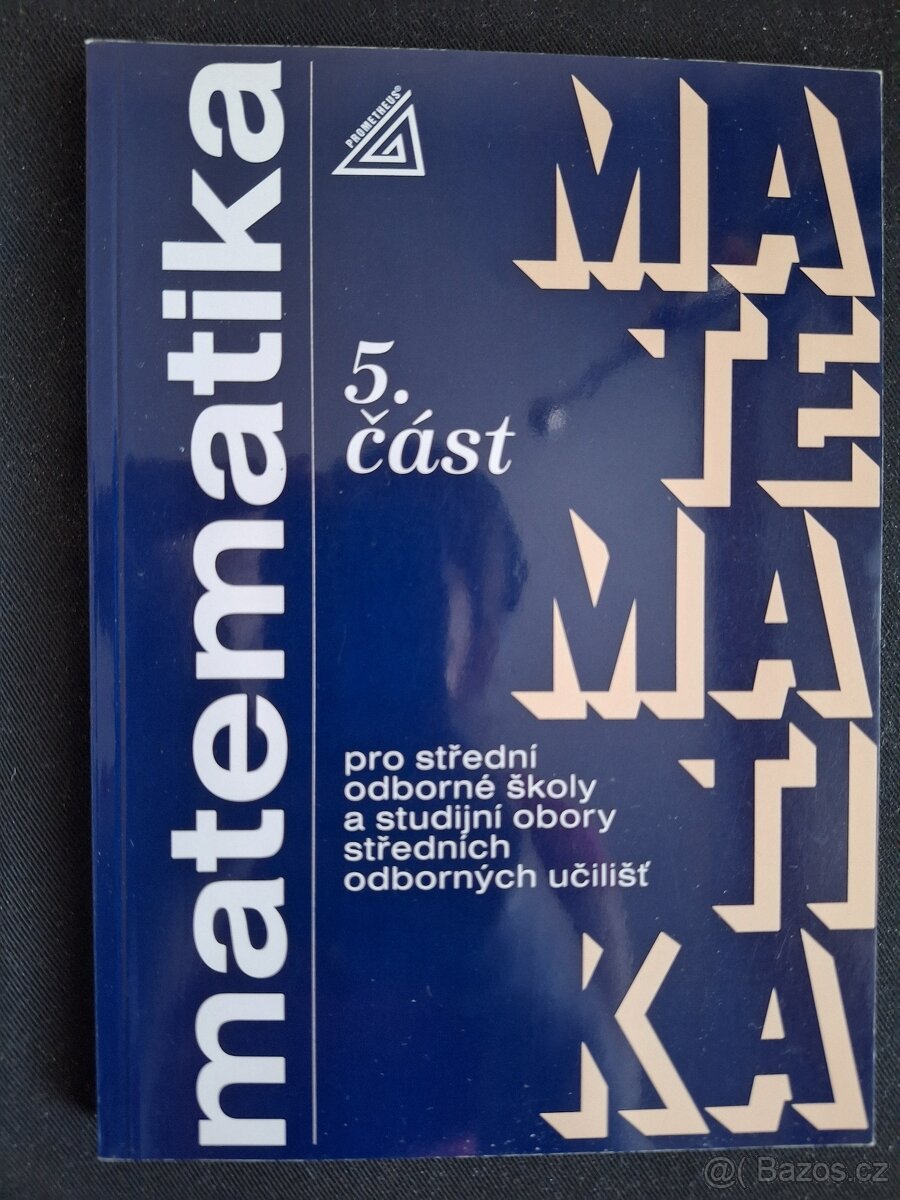 matematika
PROMETHEUS®
5.
část
pro střední
odborné školy
a studijní obory
středních
odborných učilišť
MA
TE
MA
TI
KA
@( Bazos.cz